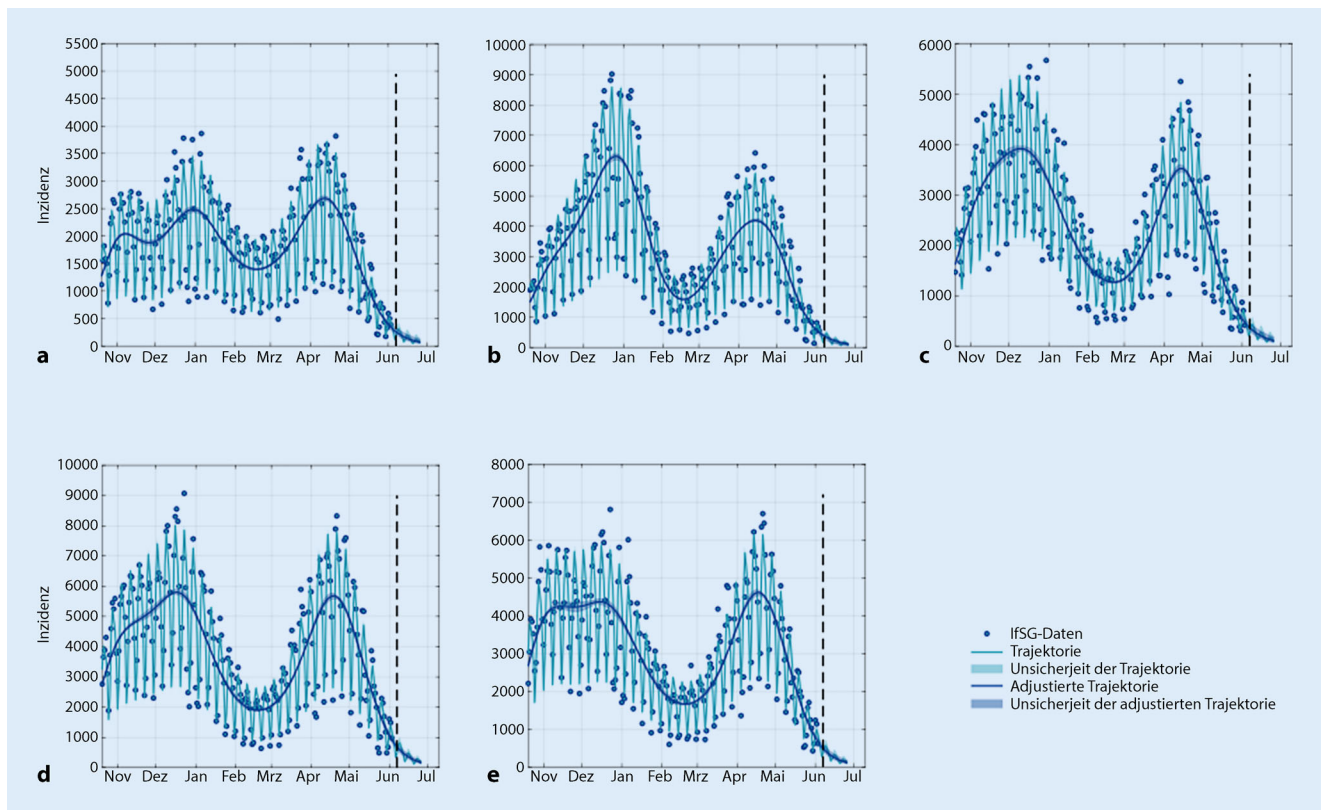 5500
5000
4500
4000
3500
3000
2500
2000
1500
1000
500
0
Inzidenz
Nov Dez Jan Feb Mrz Apr Mai Jun Jul
a
10000
9000
8000
7000
6000
5000
4000
3000
2000
1000
0
Nov Dez Jan Feb Mrz Apr Mai Jun Jul
b
6000
5000
4000
3000
2000
1000
0
Nov Dez Jan Feb Mrz Apr Mai Jun Jul
c
10000
9000
8000
7000
6000
5000
4000
3000
2000
1000
0
Inzidenz
Nov Dez Jan Feb Mrz Apr Mai Jun Jul
d
8000
7000
6000
5000
4000
3000
2000
1000
0
Nov Dez Jan Feb Mrz Apr Mai Jun Jul
e
IfSG-Daten
Trajektorie
Unsicherjeit der Trajektorie
Adjustierte Trajektorie
Unsicherjeit der adjustierten Trajektorie